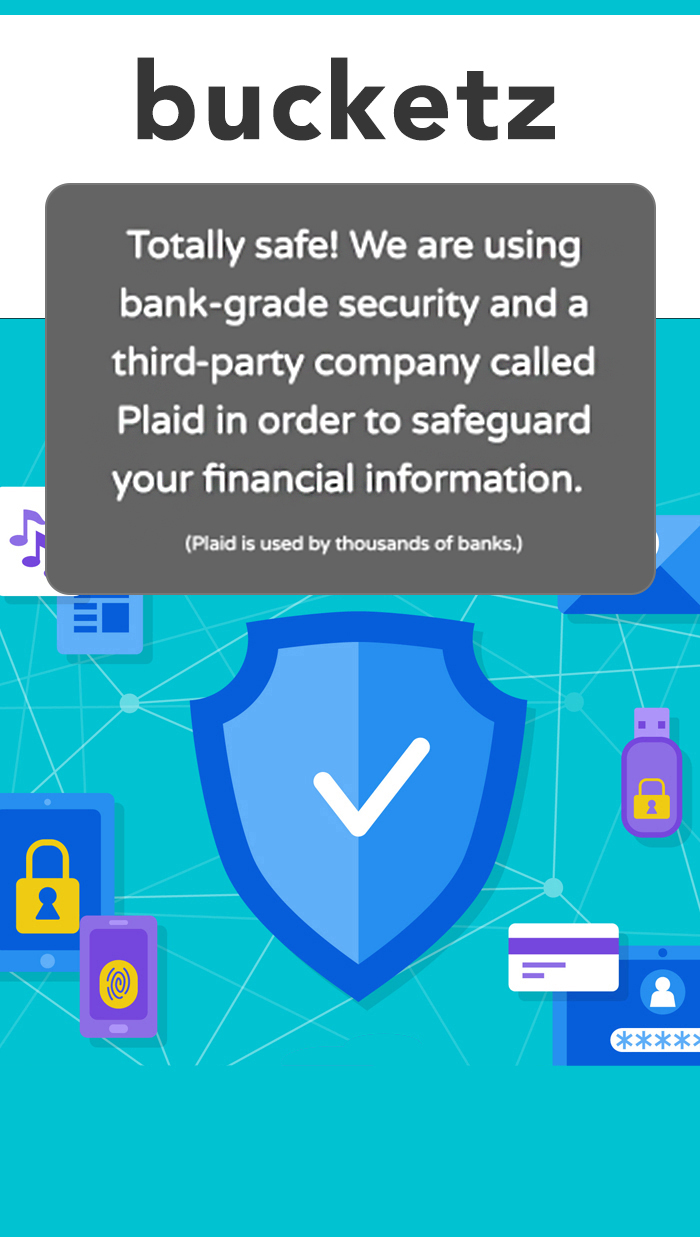 bucketz
Totally safe! We are using
bank-grade security and a
third-party company called
Plaid in order to safeguard
your financial information.
(Plaid is used by thousands of banks.)
*****